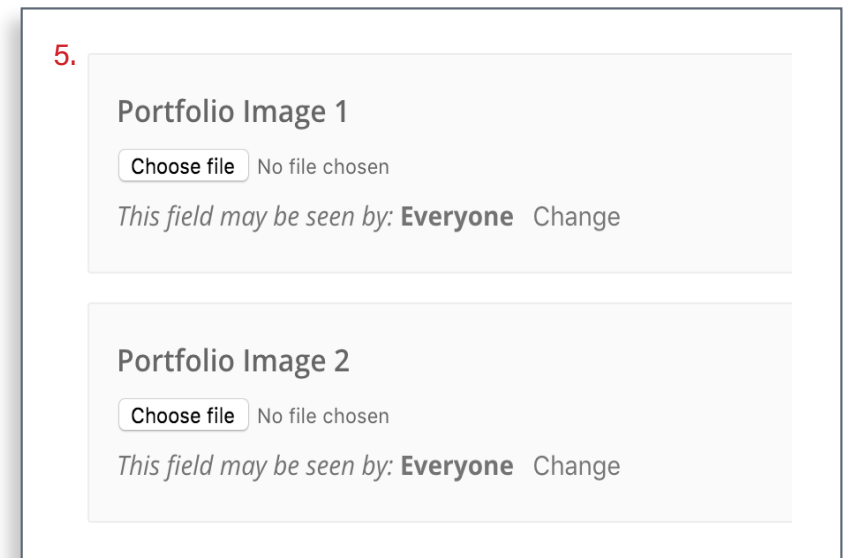 5.
Portfolio Image 1
Choose file No file chosen
This field may be seen by: Everyone Change
Portfolio Image 2
Choose file No file chosen
This field may be seen by: Everyone Change